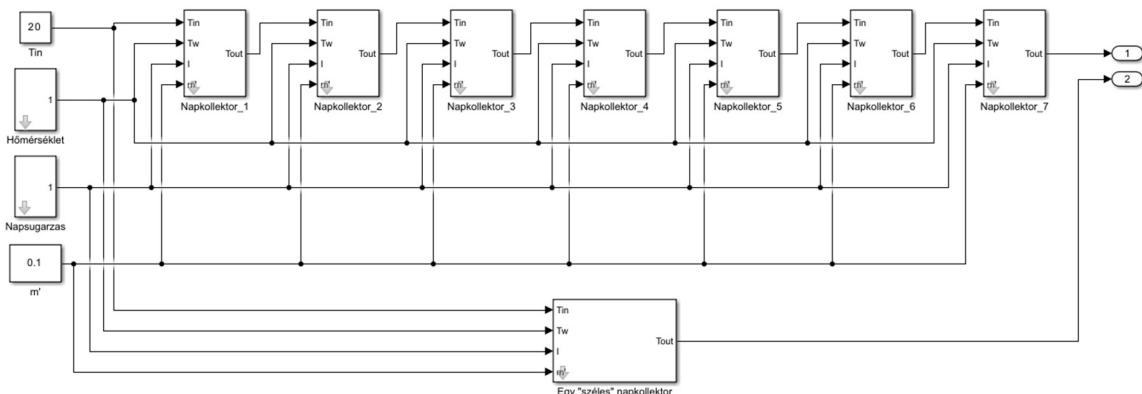 20
Tin
1
Hőmérséklet
1
Napsugarzas
0.1
m'
Tin
Tw
I
m'
Tout
Napkollektor_1
Tin
Tw
I
m'
Tout
Napkollektor_2
Tin
Tw
I
m'
Tout
Napkollektor_3
Tin
Tw
I
m'
Tout
Napkollektor_4
Tin
Tw
I
m'
Tout
Napkollektor_5
Tin
Tw
I
m'
Tout
Napkollektor_6
Tin
Tw
I
m'
Tout
Napkollektor_7
1
2
Tin
Tw
I
m'
Tout
Egy "széles" napkollektor